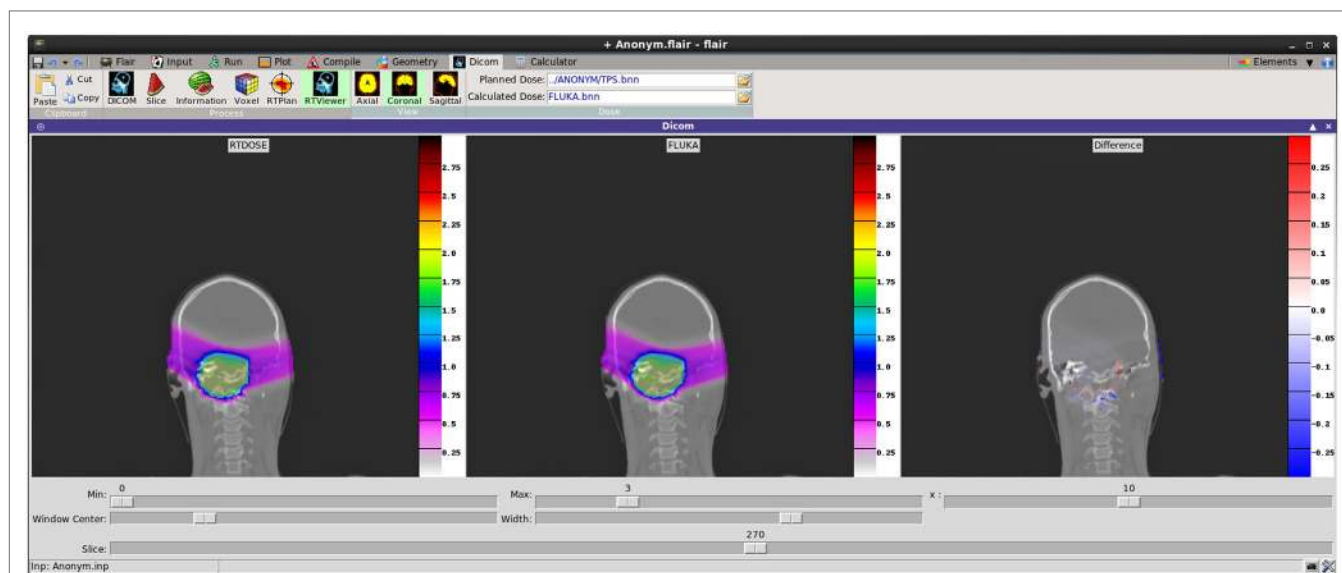 + Anonym.flair - flair
Flair Input Run Plot Compile Geometry Dicom Calculator Elements
Cut
Copy
Paste DICOM Slice Information Voxel RTPlan RTViewer Axial Coronal Sagittal
Planned Dose: ../ANONYM/TPS.bnn
Calculated Dose: FLUKA.bnn
Clipboard Process View Dose
Dicom
RTDOSE FLUKA Difference
2.75 2.75 0.25
2.5 2.5 0.2
2.25 2.25 0.15
2.0 2.0 0.1
1.75 1.75 0.05
1.5 1.5 0.0
1.25 1.25 -0.05
1.0 1.0 -0.1
0.75 0.75 -0.15
0.5 0.5 -0.2
0.25 0.25 -0.25
0 3 10
Min: Max: x :
Window Center: Width:
270
Slice:
Inp: Anonym.inp